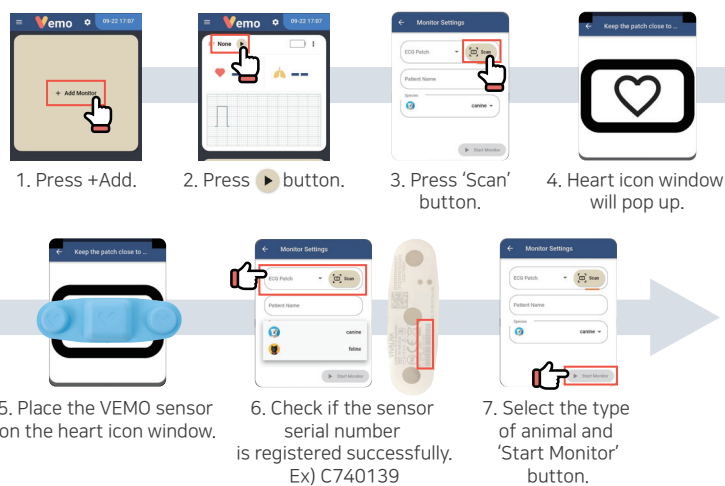 Vemo 09-22 17:07
+ Add Monitor
1. Press +Add.
Vemo 09-22 17:07
None
2. Press button.
Monitor Settings
ECG Patch Scan
Patient Name
Species
canine
Start Monitor
3. Press ‘Scan’
button.
Keep the patch close to ...
4. Heart icon window
will pop up.
Keep the patch close to ...
5. Place the VEMO sensor
on the heart icon window.
Monitor Settings
ECG Patch Scan
Patient Name
canine
feline
Start Monitor
6. Check if the sensor
serial number
is registered successfully.
Ex) C740139
Monitor Settings
ECG Patch Scan
Patient Name
Species
canine
Start Monitor
7. Select the type
of animal and
‘Start Monitor’
button.